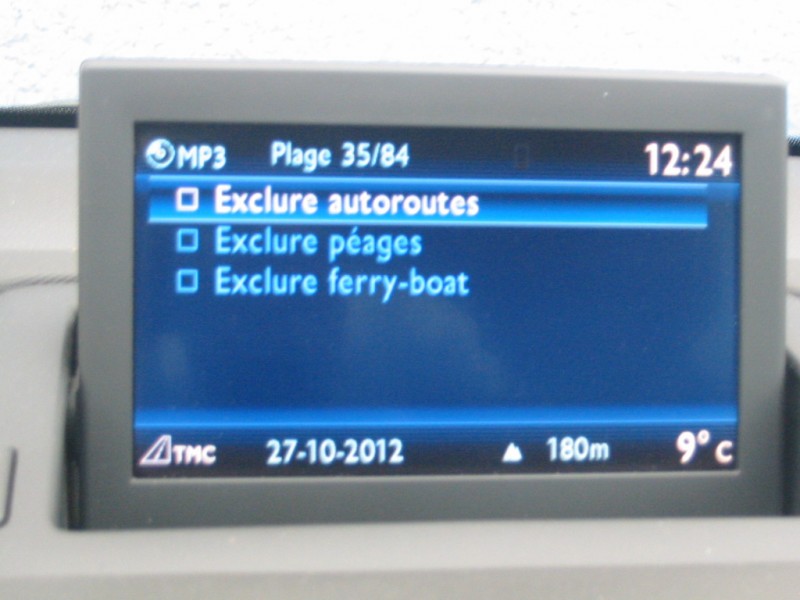 MP3 Plage 35/84 12:24
Exclure autoroutes
Exclure péages
Exclure ferry-boat
TMC 27-10-2012 180m 9° C